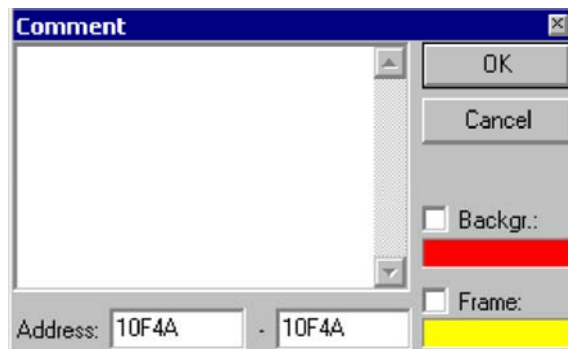 Comment
OK
Cancel
Backgr.:
Frame:
Address: 10F4A - 10F4A